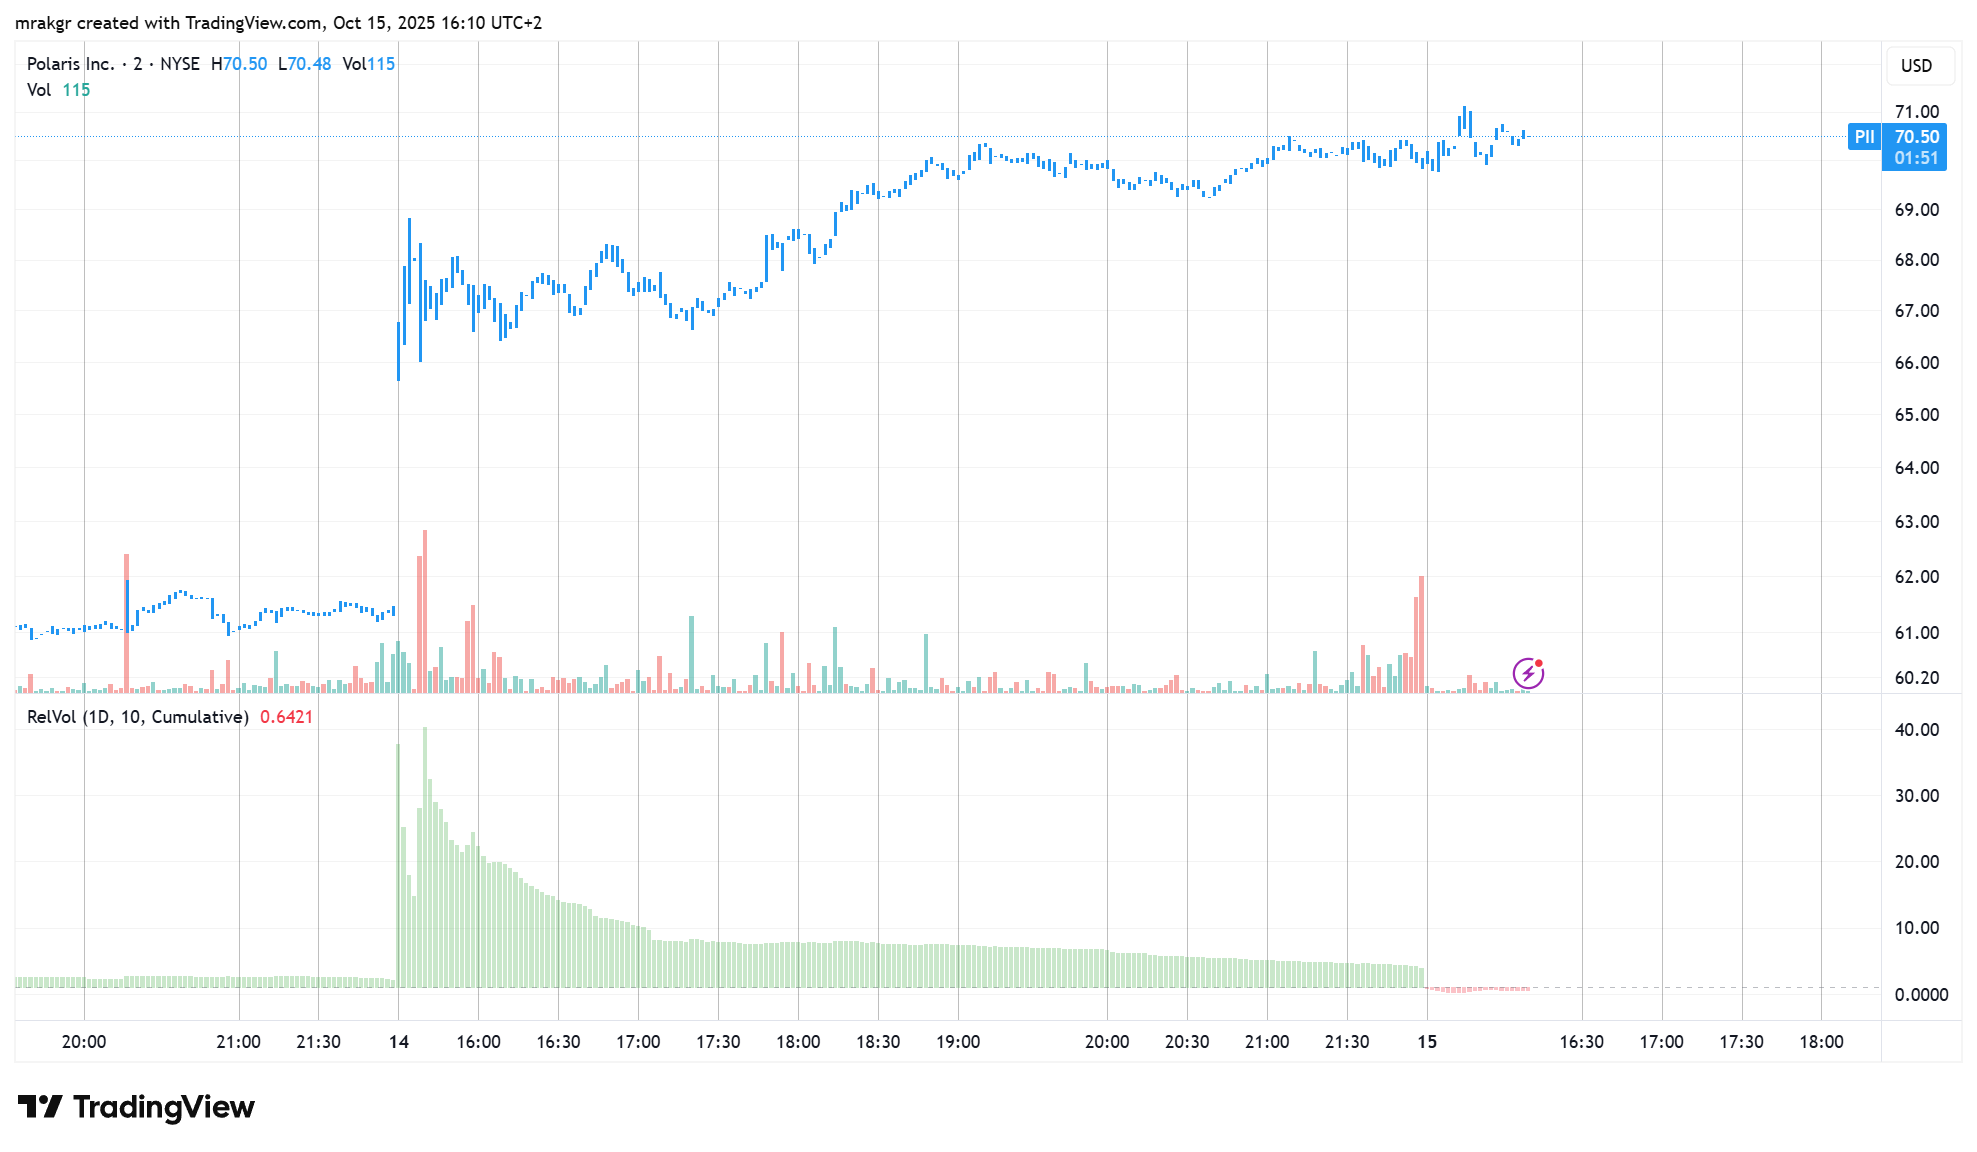 mrakgr created with TradingView.com, Oct 15, 2025 16:10 UTC+2
Polaris Inc. · 2 · NYSE H70.50 L70.48 Vol115
Vol 115
USD
71.00
PII 70.50
01:51
69.00
68.00
67.00
66.00
65.00
64.00
63.00
62.00
61.00
60.20
RelVol (1D, 10, Cumulative) 0.6421
40.00
30.00
20.00
10.00
0.0000
20:00 21:00 21:30 14 16:00 16:30 17:00 17:30 18:00 18:30 19:00 20:00 20:30 21:00 21:30 15 16:30 17:00 17:30 18:00
TradingView